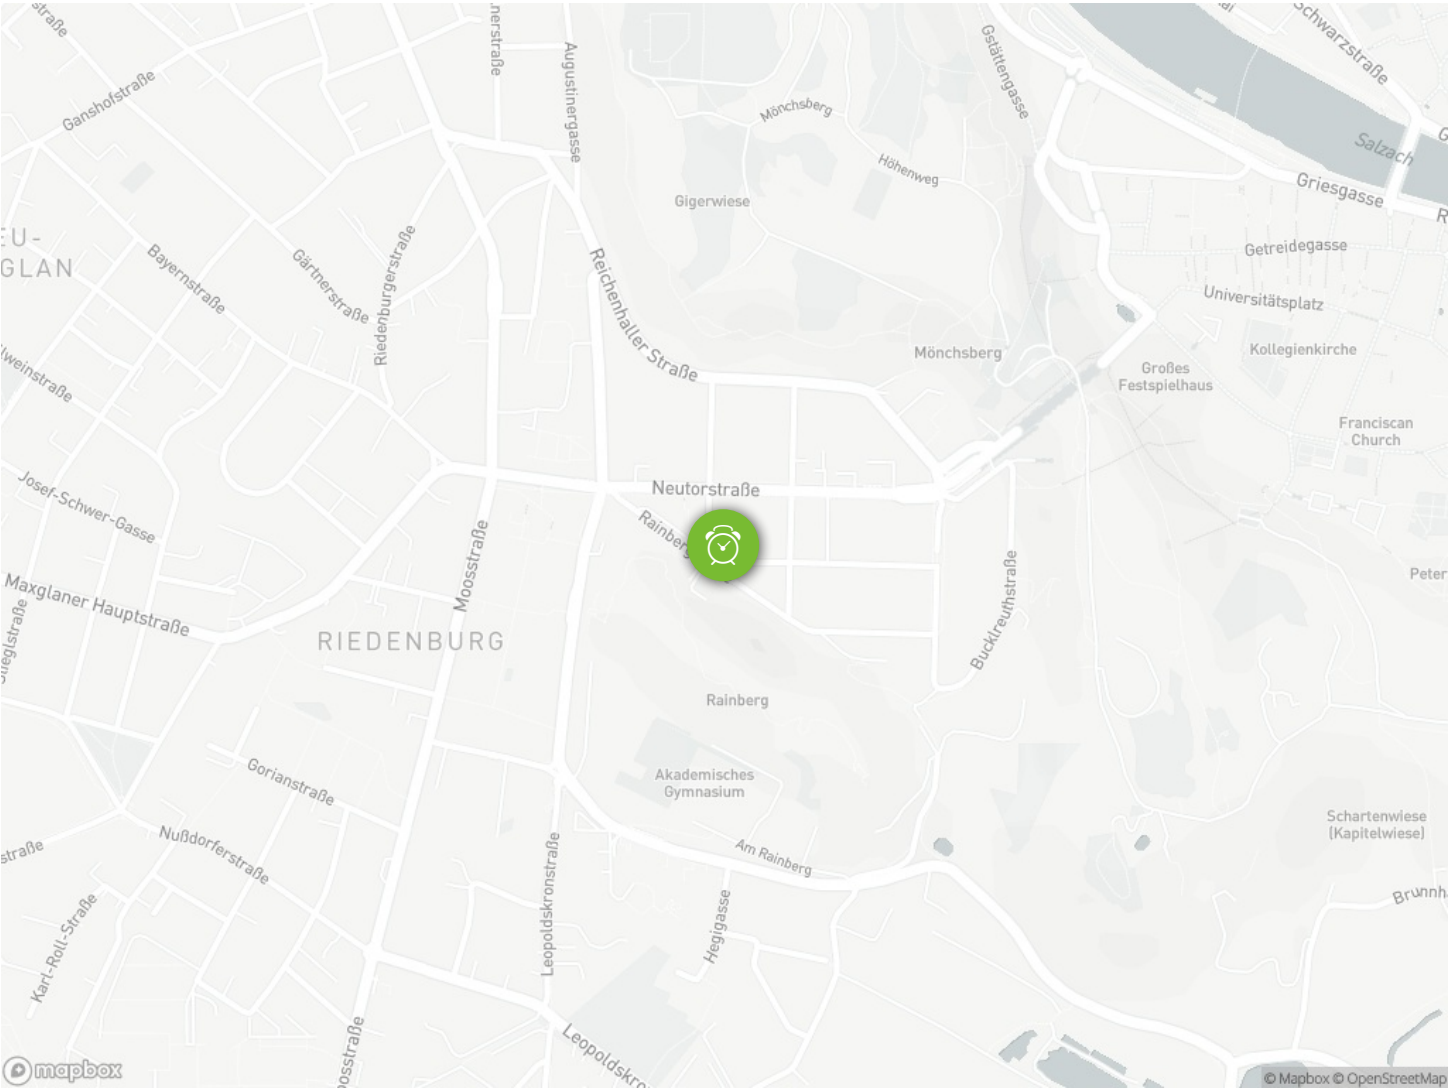 Schwarzstraße
Gstättengasse
Augustinergasse
Ganshofstraße
Mönchsberg
Salzach
Höhenweg
Griesgasse
Gigerwiese
Getreidegasse
Riedenburgerstraße
Bayernstraße
Gärtnerstraße
Reichenhaller Straße
Universitätsplatz
Kollegienkirche
Mönchsberg
Großes
Festspielhaus
Franciscan
Church
Neutorstraße
Josef-Schwer-Gasse
Moosstraße
Peter
Maxglaner Hauptstraße
Bucklreuthstraße
RIEDENBURG
Rainberg
Akademisches
Gymnasium
Gorianstraße
Schartenwiese
(Kapitelwiese)
Nußdorferstraße
Am Rainberg
Leopoldskronstraße
Hegigasse
Karl-Roll-Straße
mapbox
© Mapbox © OpenStreetMap